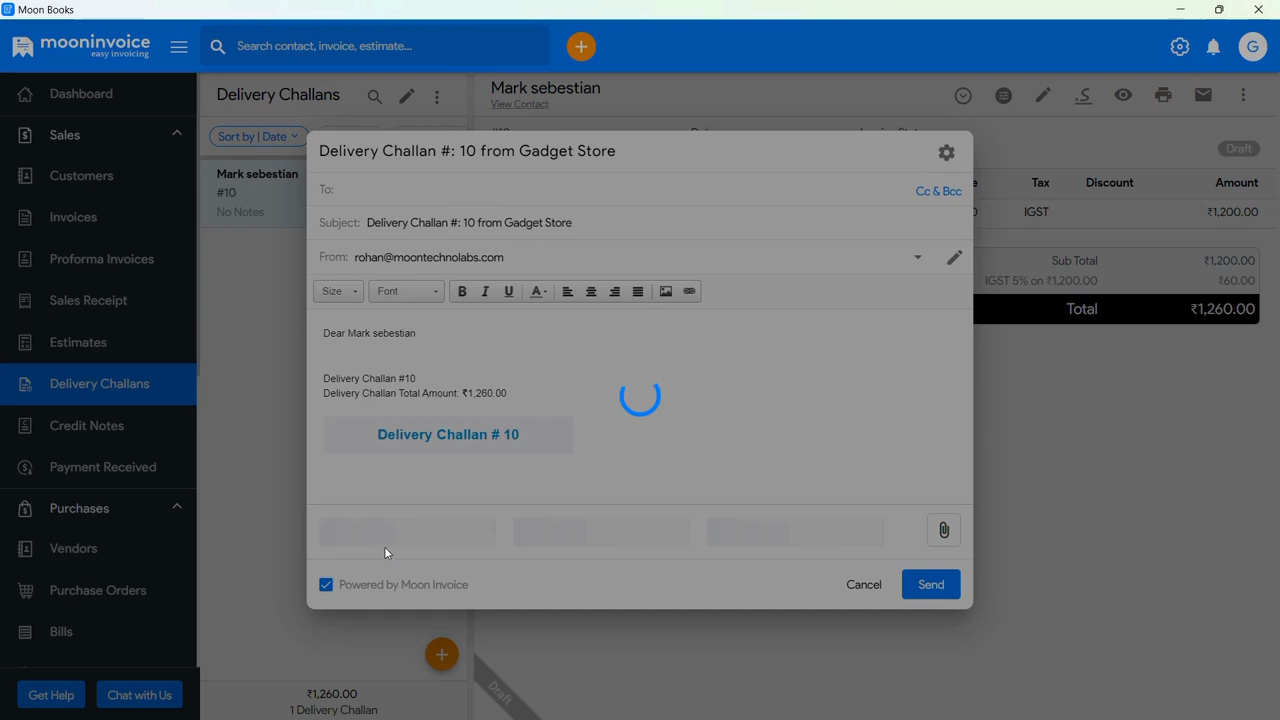 Moon Books
mooninvoice
easy invoicing
Search contact, invoice, estimate...
G
Dashboard
Sales
Customers
Invoices
Proforma Invoices
Sales Receipt
Estimates
Delivery Challans
Credit Notes
Payment Received
Purchases
Vendors
Purchase Orders
Bills
Get Help
Chat with Us
Delivery Challans
Sort by | Date
Mark sebestian
#10
No Notes
₹1,260.00
1 Delivery Challan
Mark sebestian
View Contact
Draft
Tax Discount Amount
IGST ₹1,200.00
Sub Total ₹1,200.00
IGST 5% on ₹1,200.00 ₹60.00
Total ₹1,260.00
Draft
Delivery Challan #: 10 from Gadget Store
To: Cc & Bcc
Subject: Delivery Challan #: 10 from Gadget Store
From: rohan@moontechnolabs.com
Size Font B I U A
Dear Mark sebestian
Delivery Challan #10
Delivery Challan Total Amount: ₹1,260.00
Delivery Challan # 10
Powered by Moon Invoice
Cancel
Send